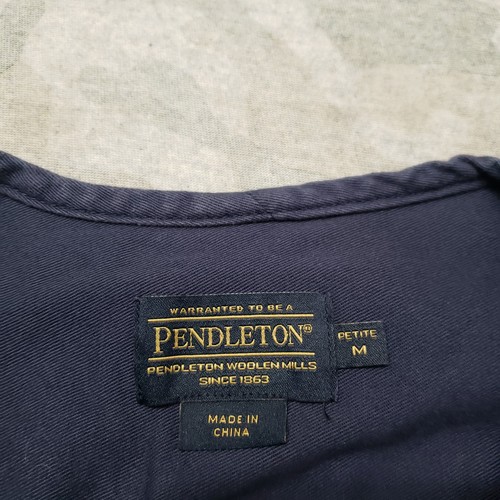 WARRANTED TO BE A
PENDLETON®
PENDLETON WOOLEN MILLS
SINCE 1863
PETITE
M
MADE IN
CHINA